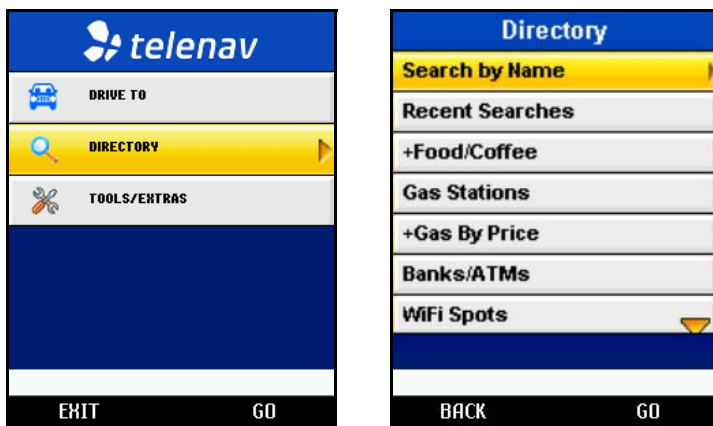 telenav
DRIVE TO
DIRECTORY
TOOLS/EXTRAS
EXIT GO
Directory
Search by Name
Recent Searches
+Food/Coffee
Gas Stations
+Gas By Price
Banks/ATMs
WiFi Spots
BACK GO